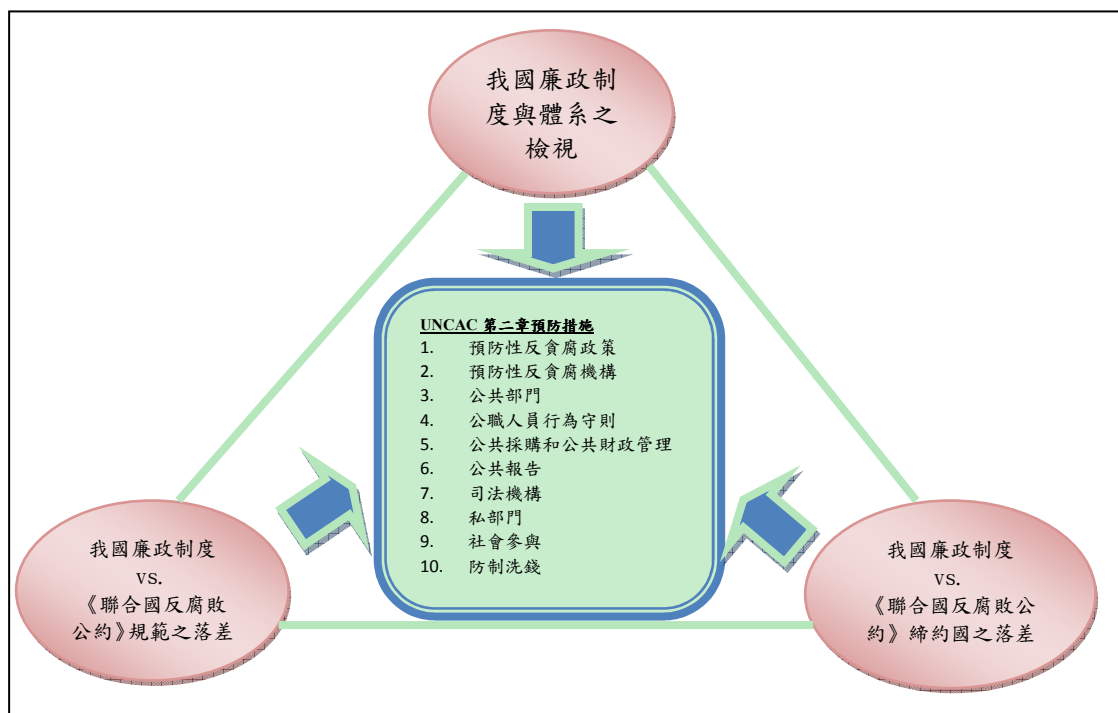 我國廉政制
度與體系之
檢視
UNCAC 第二章預防措施
1. 預防性反貪腐政策
2. 預防性反貪腐機構
3. 公共部門
4. 公職人員行為守則
5. 公共採購和公共財政管理
6. 公共報告
7. 司法機構
8. 私部門
9. 社會參與
10. 防制洗錢
我國廉政制度
vs.
《聯合國反腐敗
公約》規範之落差
我國廉政制度
vs.
《聯合國反腐敗公
約》締約國之落差